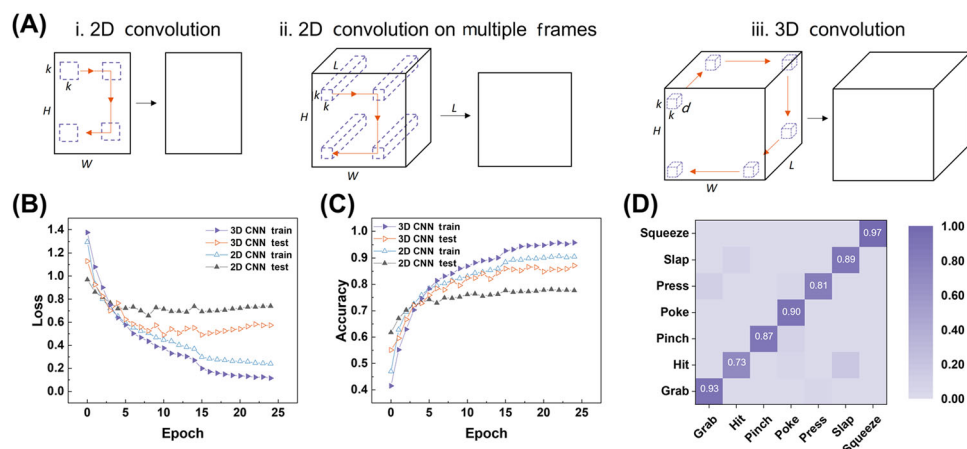 (A)
i. 2D convolution
ii. 2D convolution on multiple frames
iii. 3D convolution
k
k
H
W
L
k
k
H
W
L
k
k
d
H
W
L
(B)
3D CNN train
3D CNN test
2D CNN train
2D CNN test
1.4
1.2
1.0
0.8
0.6
0.4
0.2
0.0
Loss
0 5 10 15 20 25
Epoch
(C)
3D CNN train
3D CNN test
2D CNN train
2D CNN test
1.0
0.9
0.8
0.7
0.6
0.5
0.4
Accuracy
0 5 10 15 20 25
Epoch
(D)
Squeeze 0.97
Slap 0.89
Press 0.81
Poke 0.90
Pinch 0.87
Hit 0.73
Grab 0.93
Grab Hit Pinch Poke Press Slap Squeeze
1.00
0.80
0.60
0.40
0.20
0.00